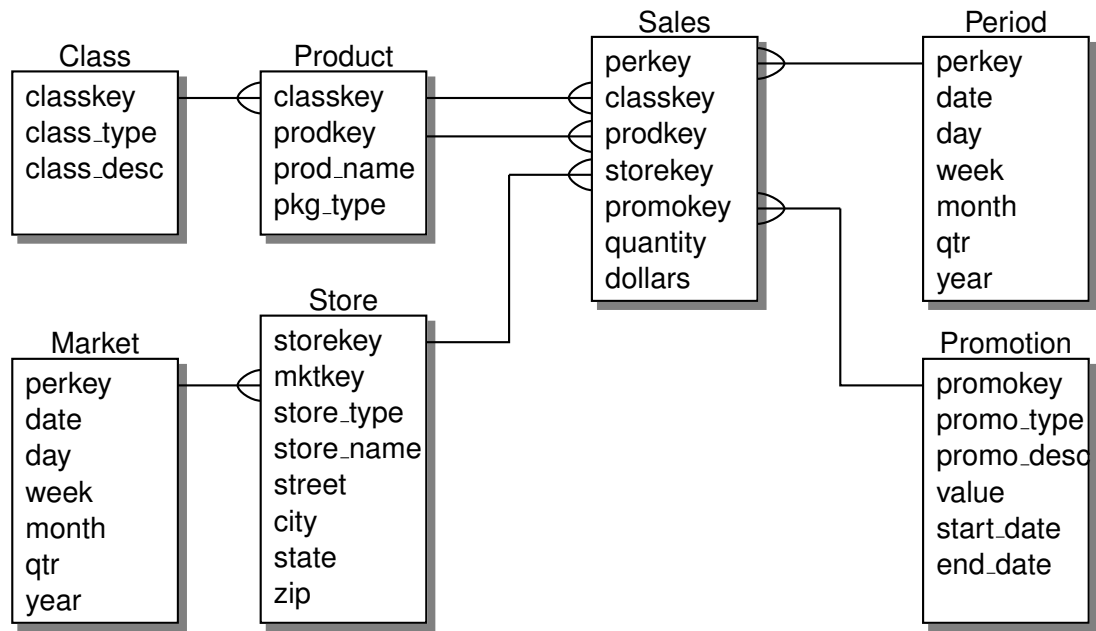 Class
classkey
class_type
class_desc
Product
classkey
prodkey
prod_name
pkg_type
Sales
perkey
classkey
prodkey
storekey
promokey
quantity
dollars
Period
perkey
date
day
week
month
qtr
year
Market
perkey
date
day
week
month
qtr
year
Store
storekey
mktkey
store_type
store_name
street
city
state
zip
Promotion
promokey
promo_type
promo_desc
value
start_date
end_date